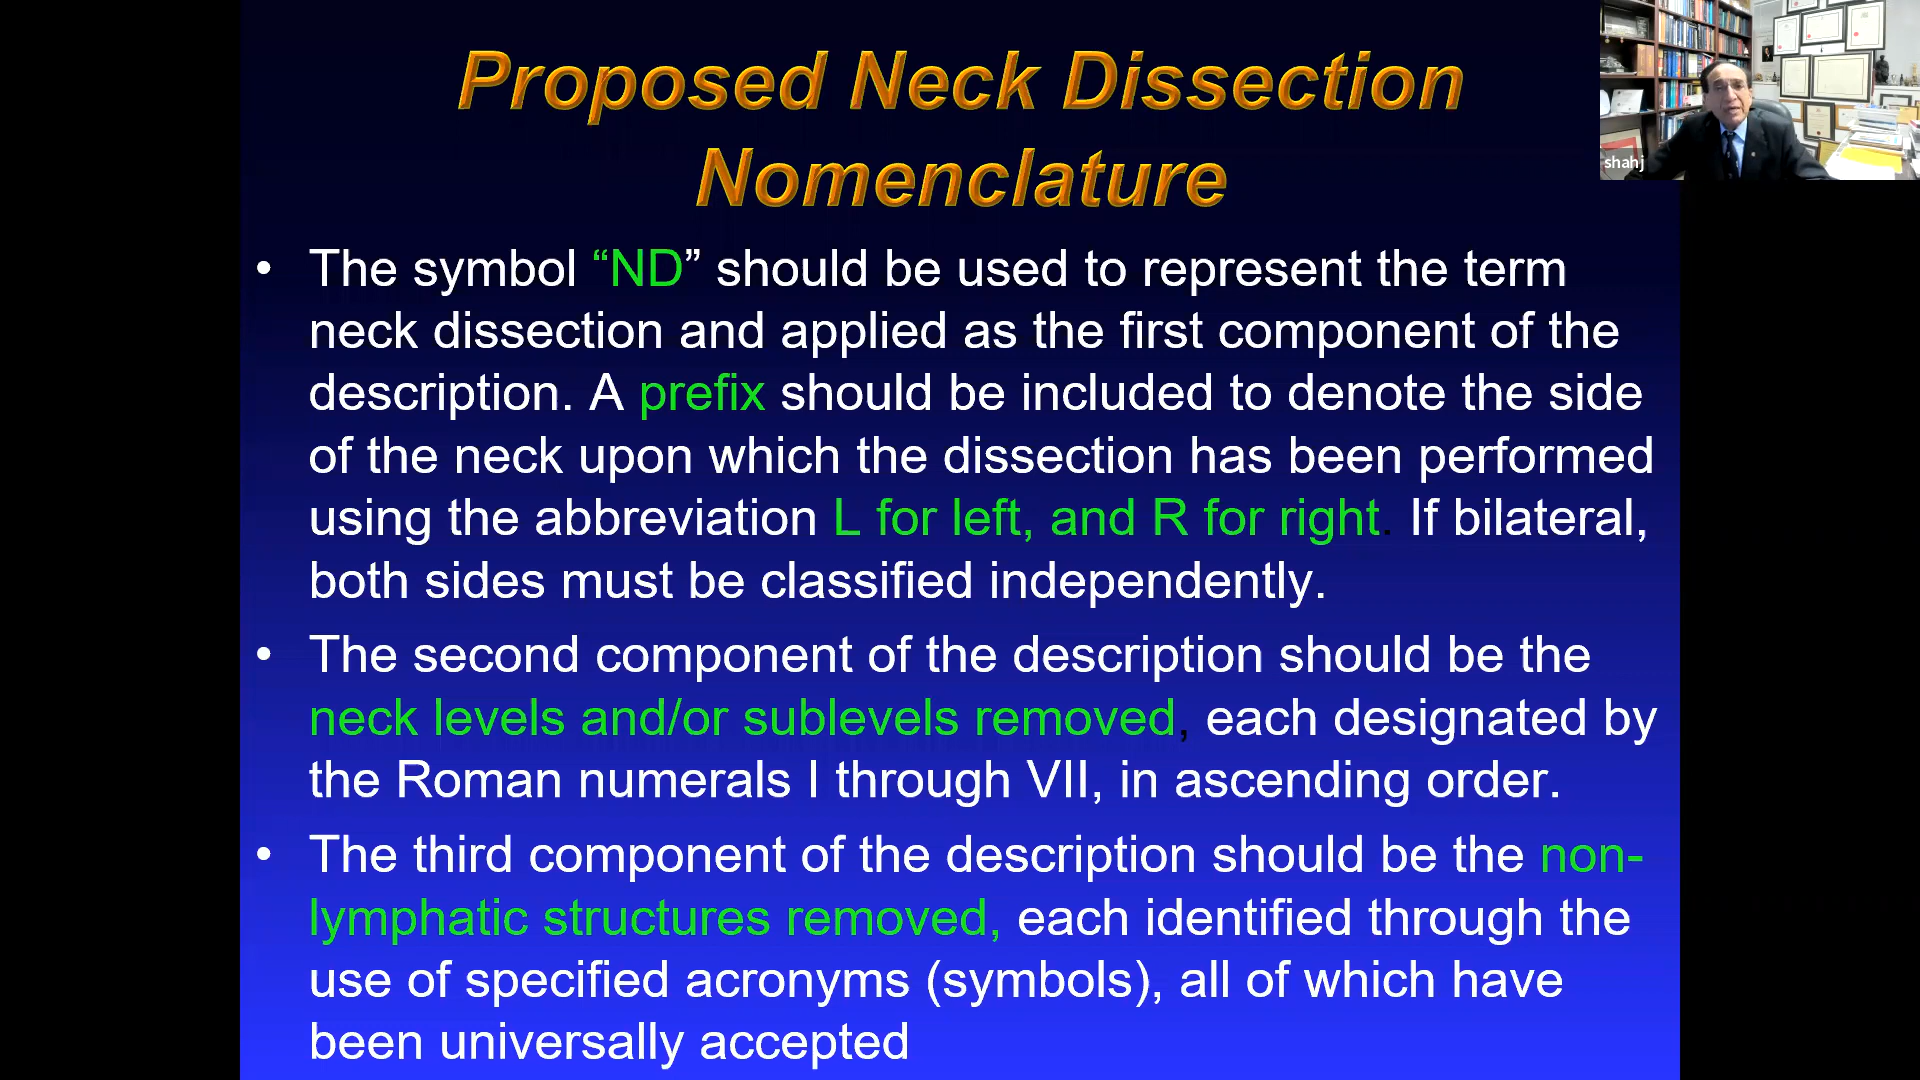 Proposed Neck Dissection
Nomenclature
shahj
• The symbol “ND” should be used to represent the term
neck dissection and applied as the first component of the
description. A prefix should be included to denote the side
of the neck upon which the dissection has been performed
using the abbreviation L for left, and R for right. If bilateral,
both sides must be classified independently.
• The second component of the description should be the
neck levels and/or sublevels removed, each designated by
the Roman numerals I through VII, in ascending order.
• The third component of the description should be the non-
lymphatic structures removed, each identified through the
use of specified acronyms (symbols), all of which have
been universally accepted